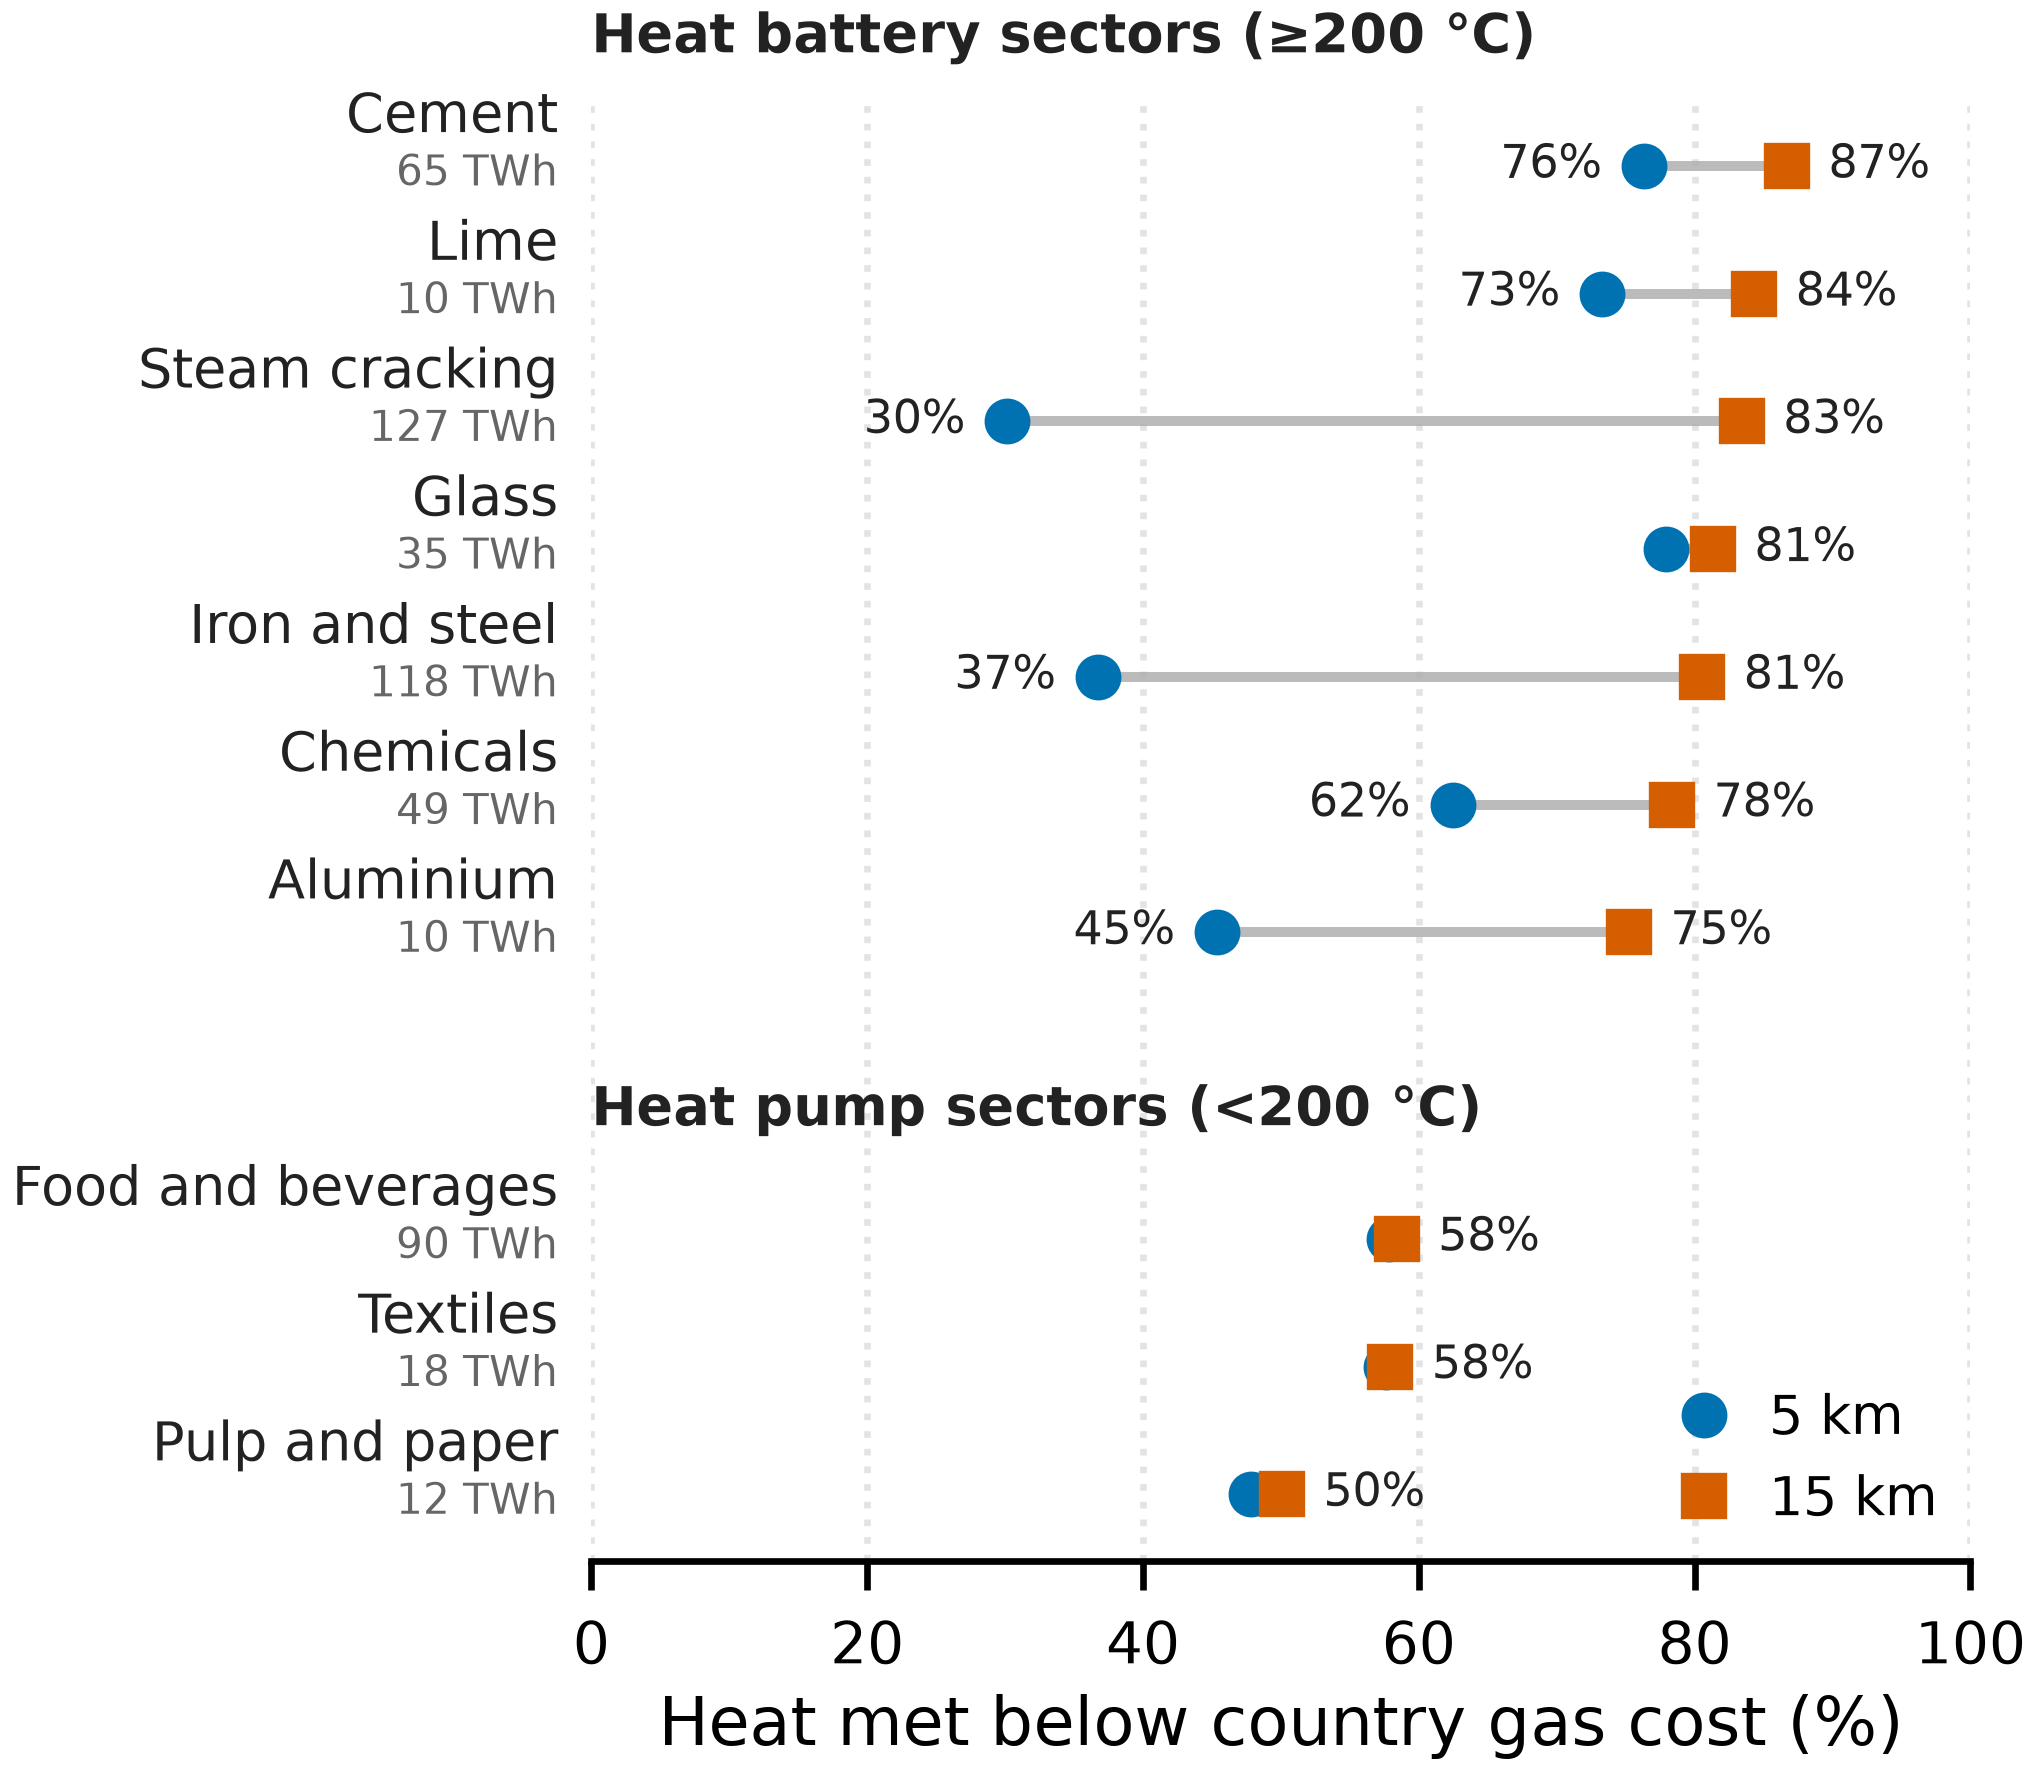 Heat battery sectors (≥200 °C)
Cement
65 TWh
76% 87%
Lime
10 TWh
73% 84%
Steam cracking
127 TWh
30% 83%
Glass
35 TWh
81%
Iron and steel
118 TWh
37% 81%
Chemicals
49 TWh
62% 78%
Aluminium
10 TWh
45% 75%
Heat pump sectors (<200 °C)
Food and beverages
90 TWh
58%
Textiles
18 TWh
58%
Pulp and paper
12 TWh
50%
5 km
15 km
0 20 40 60 80 100
Heat met below country gas cost (%)